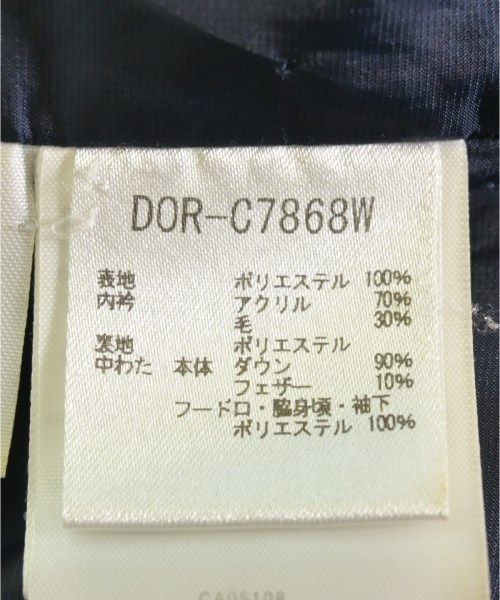 DOR-C7868W
表地 ポリエステル 100%
内衿 アクリル 70%
毛 30%
裏地 ポリエステル
中わた 本体 ダウン 90%
フェザー 10%
フード口・脇身頃・袖下
ポリエステル 100%
CA05108